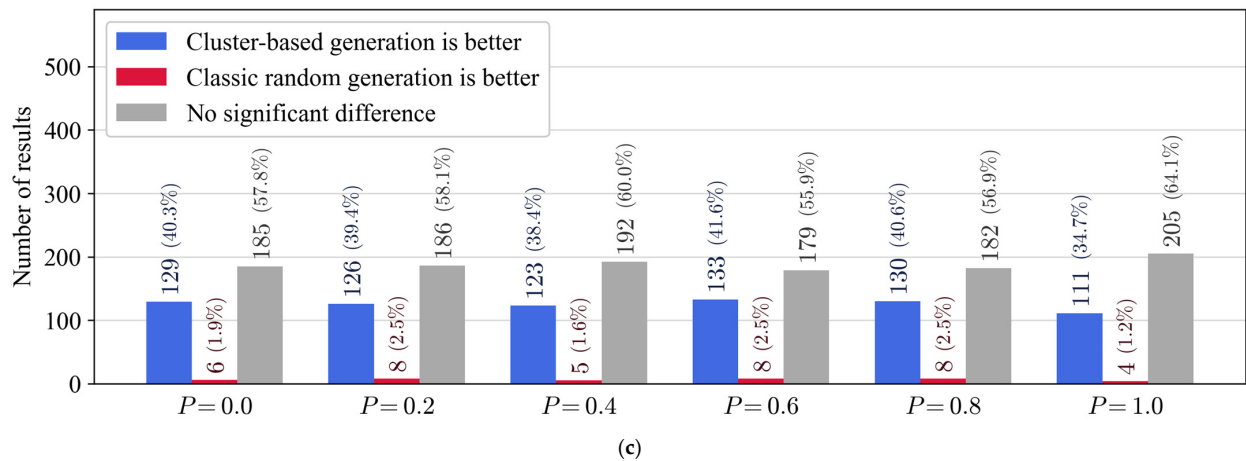 Cluster-based generation is better
Classic random generation is better
No significant difference
Number of results
500
400
300
200
100
0
129 (40.3%)
6 (1.9%)
185 (57.8%)
126 (39.4%)
8 (2.5%)
186 (58.1%)
123 (38.4%)
5 (1.6%)
192 (60.0%)
133 (41.6%)
8 (2.5%)
179 (55.9%)
130 (40.6%)
8 (2.5%)
182 (56.9%)
111 (34.7%)
4 (1.2%)
205 (64.1%)
P = 0.0
P = 0.2
P = 0.4
P = 0.6
P = 0.8
P = 1.0
(c)